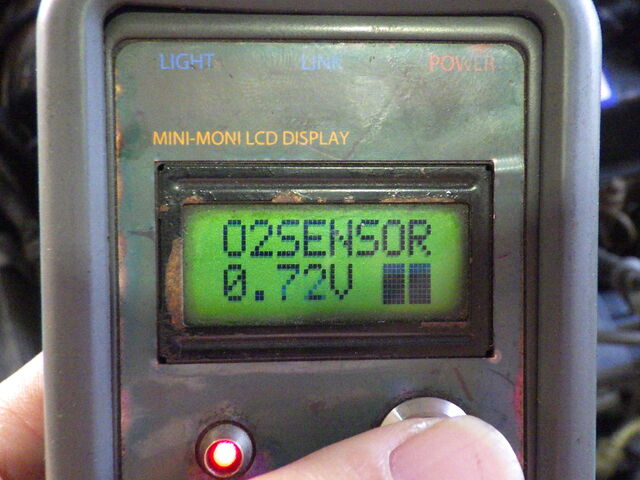 LIGHT LINK POWER
MINI-MONI LCD DISPLAY
O2SENSOR
0.72V